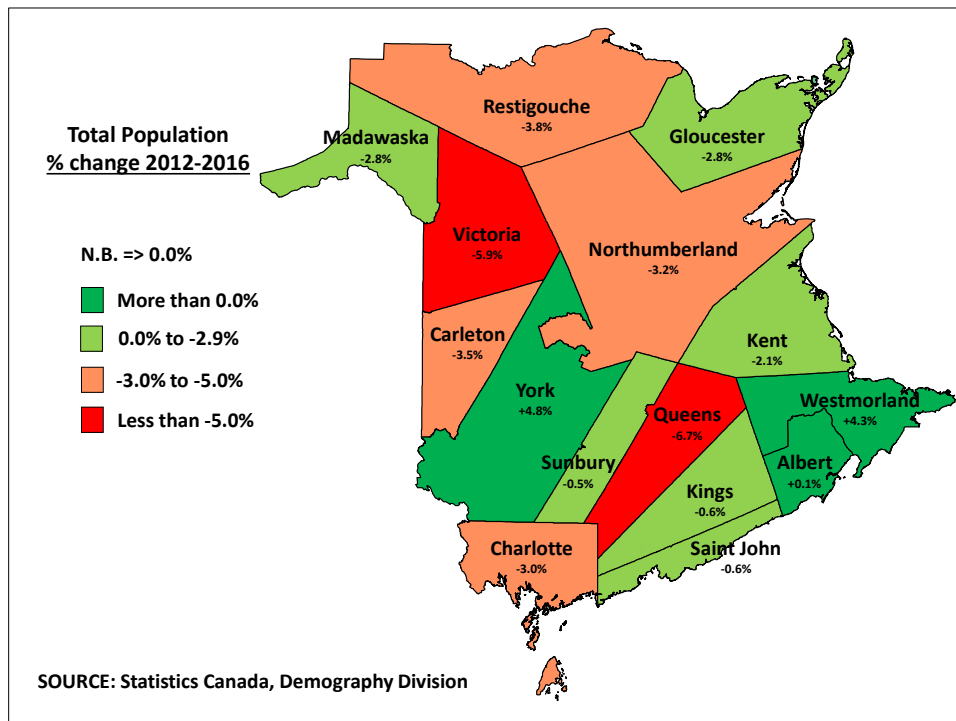 Total Population
% change 2012-2016
N.B. => 0.0%
More than 0.0%
0.0% to -2.9%
-3.0% to -5.0%
Less than -5.0%
Restigouche
-3.8%
Madawaska
-2.8%
Gloucester
-2.8%
Victoria
-5.9%
Northumberland
-3.2%
Carleton
-3.5%
Kent
-2.1%
York
+4.8%
Westmorland
+4.3%
Queens
-6.7%
Sunbury
-0.5%
Albert
+0.1%
Kings
-0.6%
Charlotte
-3.0%
Saint John
-0.6%
SOURCE: Statistics Canada, Demography Division